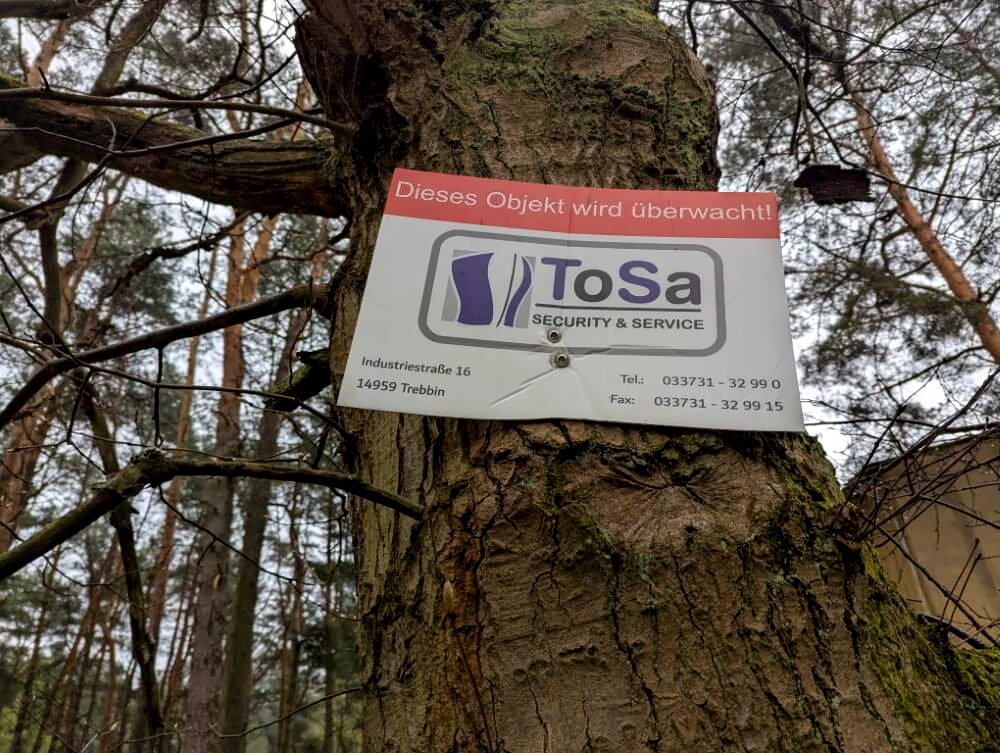 Dieses Objekt wird überwacht!
ToSa
SECURITY & SERVICE
Industriestraße 16
14959 Trebbin
Tel.: 033731 - 32 99 0
Fax: 033731 - 32 99 15